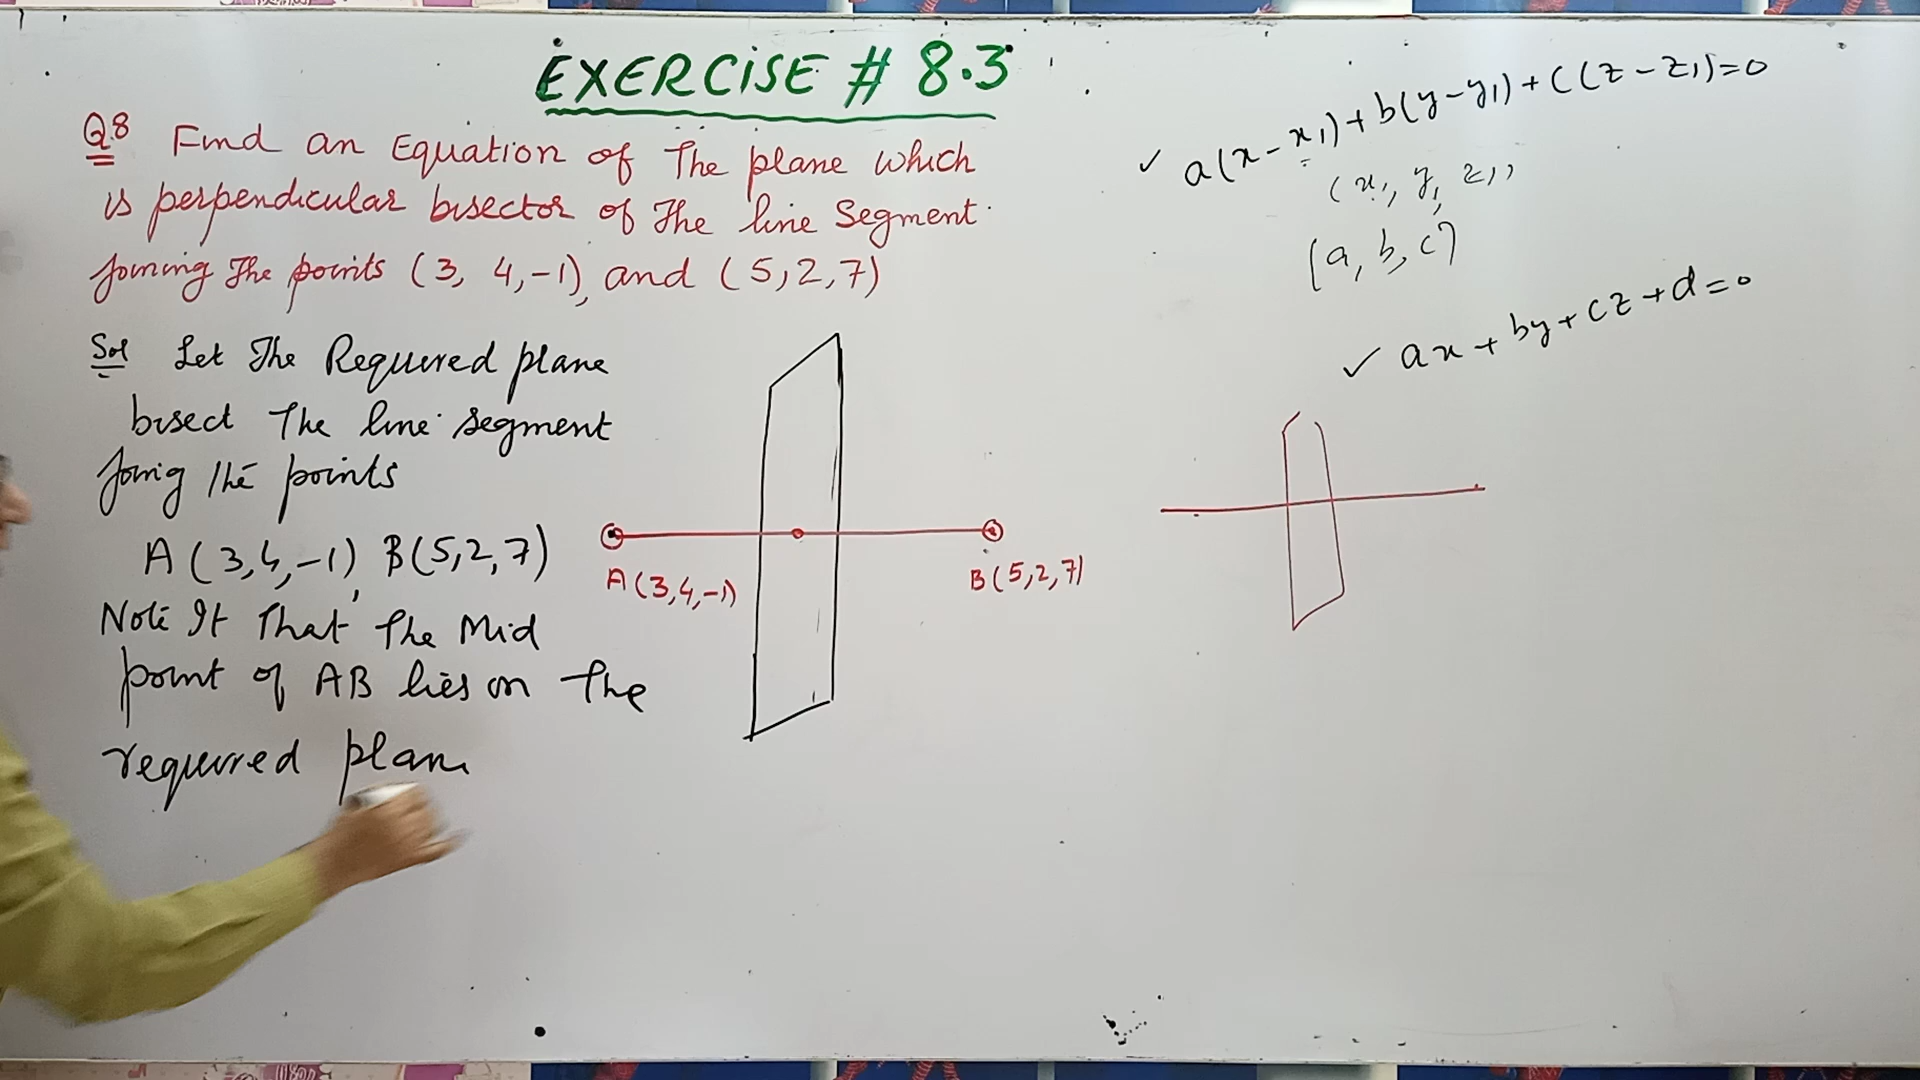 EXERCISE # 8.3
Q.8 Find an Equation of The plane which
is perpendicular bisector of The line Segment
Joining The points (3, 4, -1), and (5, 2, 7)
Sol Let The Required plane
bisect The line segment
Joing the points
A(3, 4, -1), B(5, 2, 7)
Note It That The Mid
point of AB lies on The
required plan
A(3,4,-1)
B(5,2,7)
✓ a(x-x₁)+b(y-y₁)+c(z-z₁)=0
(x₁, y₁, z₁)
(a, b, c)
✓ ax+by+cz+d=0